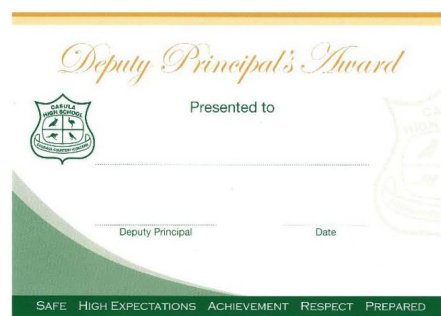 Deputy Principal's Award
Presented to
CASULA
HIGH SCHOOL
Deputy Principal
Date
SAFE HIGH EXPECTATIONS ACHIEVEMENT RESPECT PREPARED